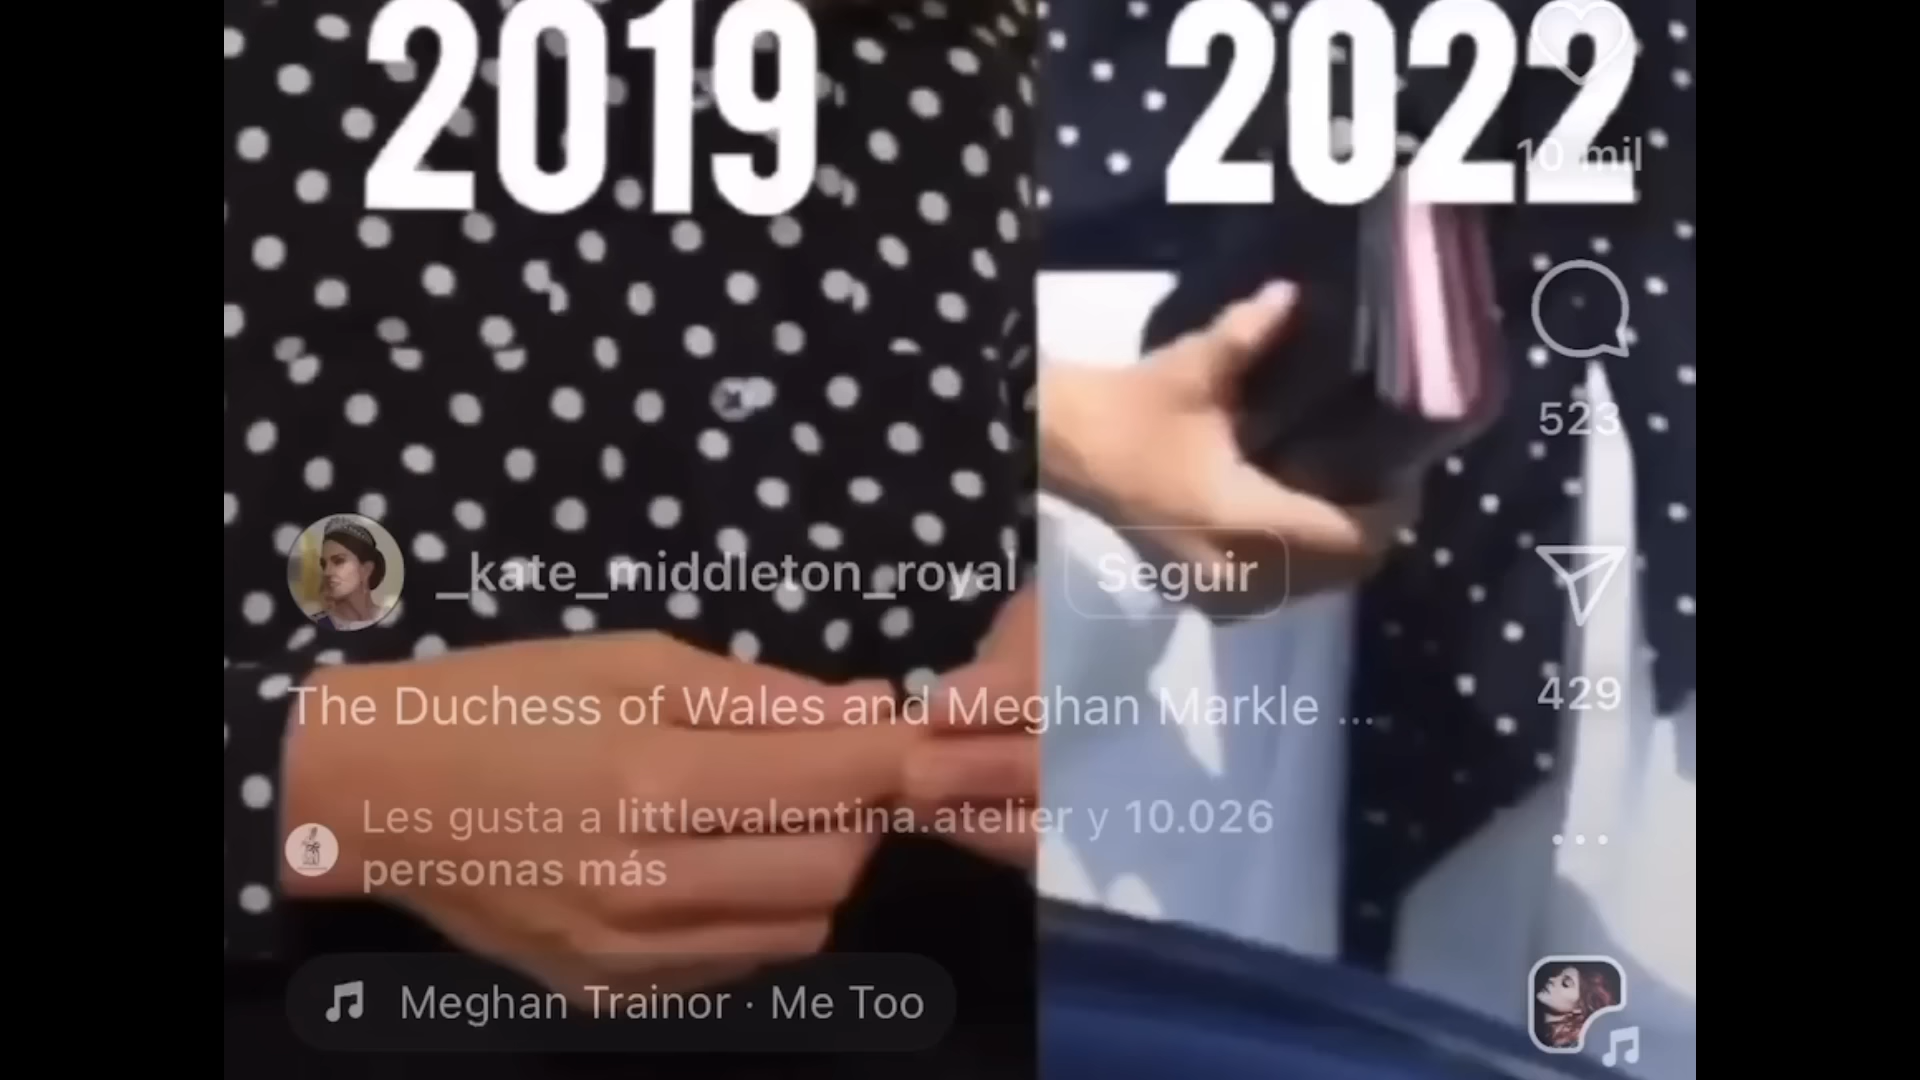 2019
2022
10 mil
523
_kate_middleton_royal
Seguir
429
The Duchess of Wales and Meghan Markle ...
Les gusta a littlevalentina.atelier y 10.026
personas más
Meghan Trainor · Me Too